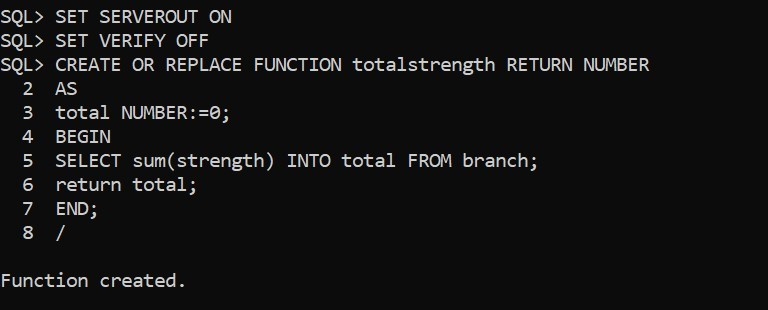 SQL> SET SERVEROUT ON
SQL> SET VERIFY OFF
SQL> CREATE OR REPLACE FUNCTION totalstrength RETURN NUMBER
2 AS
3 total NUMBER:=0;
4 BEGIN
5 SELECT sum(strength) INTO total FROM branch;
6 return total;
7 END;
8 /
Function created.